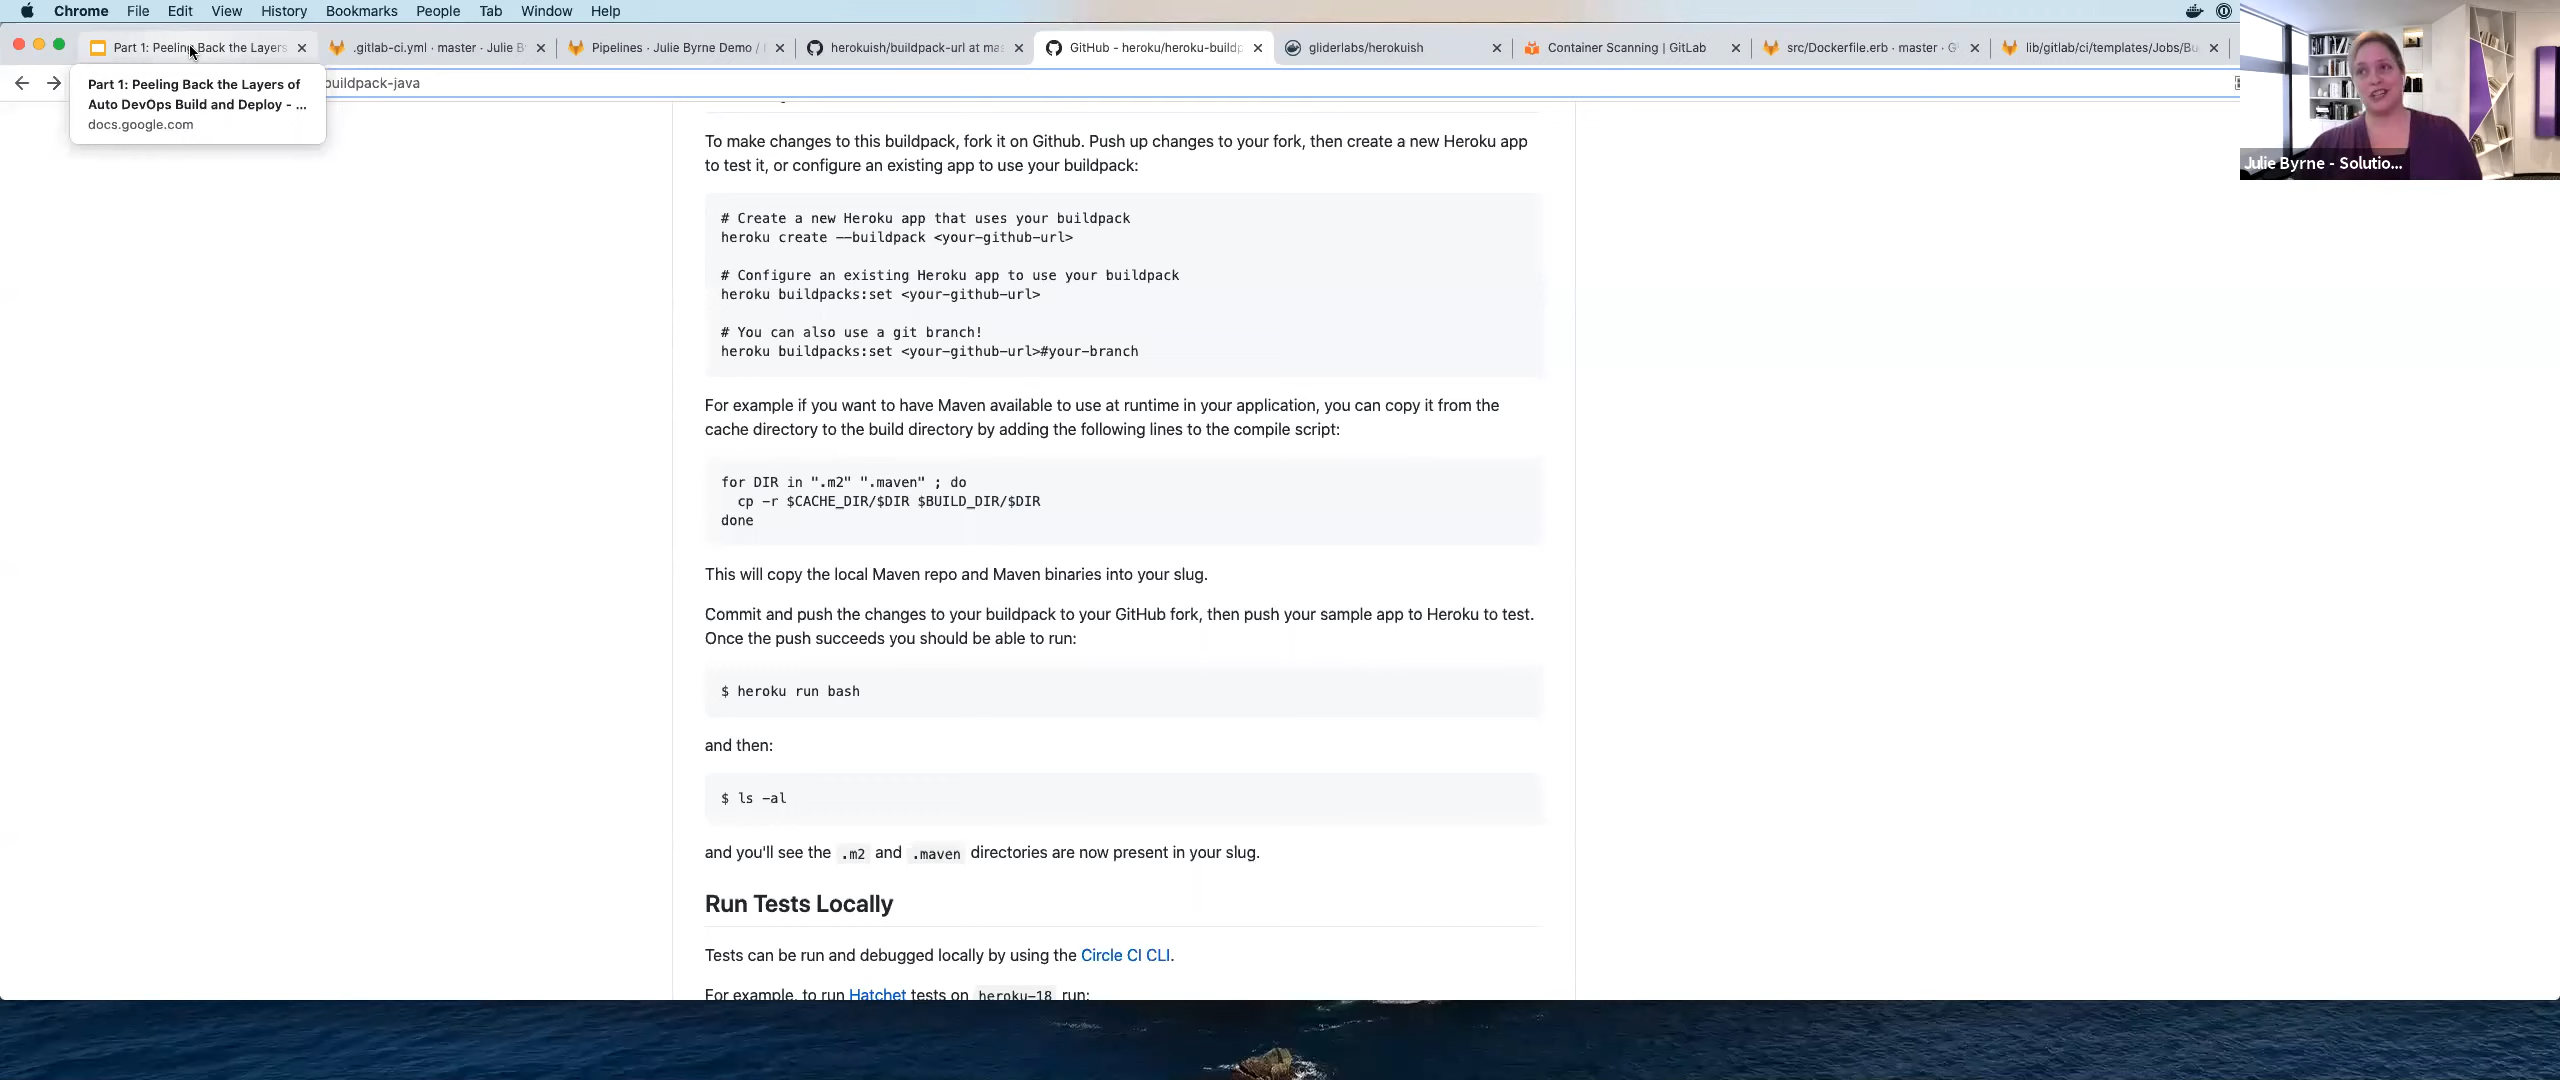 Chrome File Edit View History Bookmarks People Tab Window Help
Part 1: Peeling Back the Layers
.gitlab-ci.yml · master · Julie B
Pipelines · Julie Byrne Demo /
herokuish/buildpack-url at mas
GitHub - heroku/heroku-buildp
gliderlabs/herokuish
Container Scanning | GitLab
src/Dockerfile.erb · master · G
lib/gitlab/ci/templates/Jobs/Bu
buildpack-java
Part 1: Peeling Back the Layers of
Auto DevOps Build and Deploy - ...
docs.google.com
Julie Byrne - Solutio...
To make changes to this buildpack, fork it on Github. Push up changes to your fork, then create a new Heroku app
to test it, or configure an existing app to use your buildpack:
# Create a new Heroku app that uses your buildpack
heroku create --buildpack <your-github-url>
# Configure an existing Heroku app to use your buildpack
heroku buildpacks:set <your-github-url>
# You can also use a git branch!
heroku buildpacks:set <your-github-url>#your-branch
For example if you want to have Maven available to use at runtime in your application, you can copy it from the
cache directory to the build directory by adding the following lines to the compile script:
for DIR in ".m2" ".maven" ; do
cp -r $CACHE_DIR/$DIR $BUILD_DIR/$DIR
done
This will copy the local Maven repo and Maven binaries into your slug.
Commit and push the changes to your buildpack to your GitHub fork, then push your sample app to Heroku to test.
Once the push succeeds you should be able to run:
$ heroku run bash
and then:
$ ls -al
and you'll see the .m2 and .maven directories are now present in your slug.
Run Tests Locally
Tests can be run and debugged locally by using the Circle CI CLI.
For example, to run Hatchet tests on heroku-18 run: